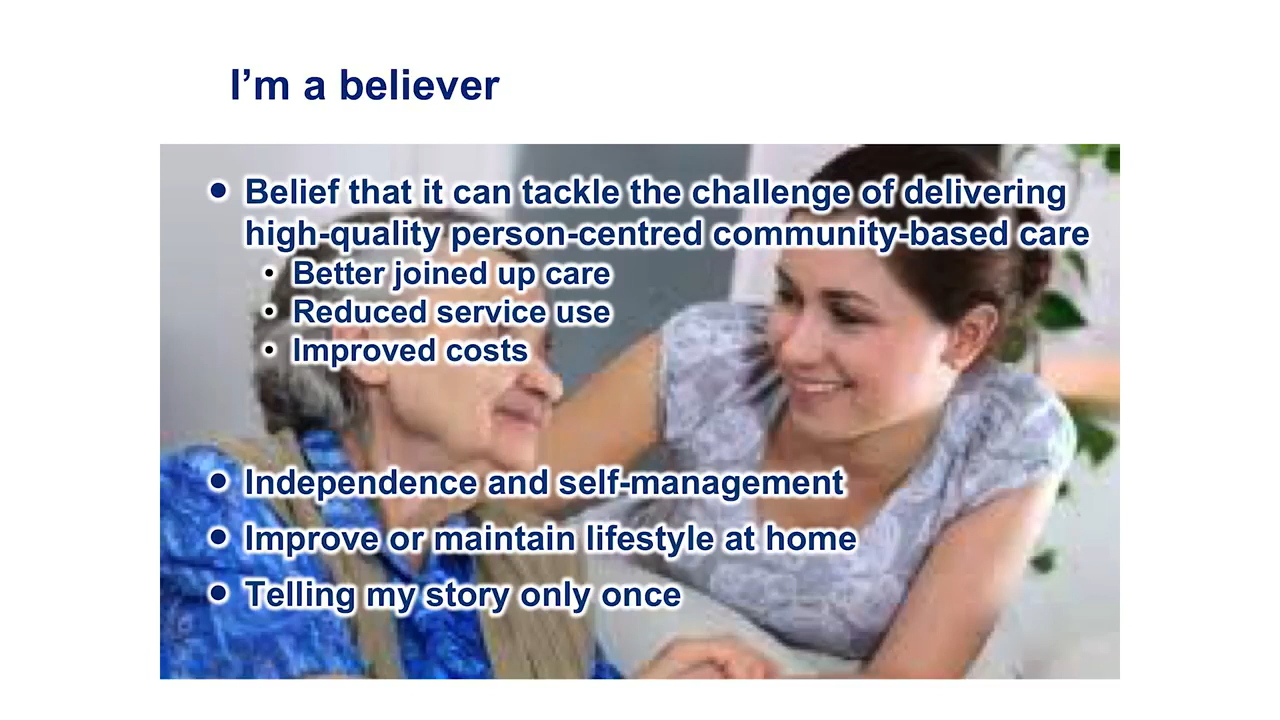 I’m a believer
• Belief that it can tackle the challenge of delivering
high-quality person-centred community-based care
• Better joined up care
• Reduced service use
• Improved costs
• Independence and self-management
• Improve or maintain lifestyle at home
• Telling my story only once